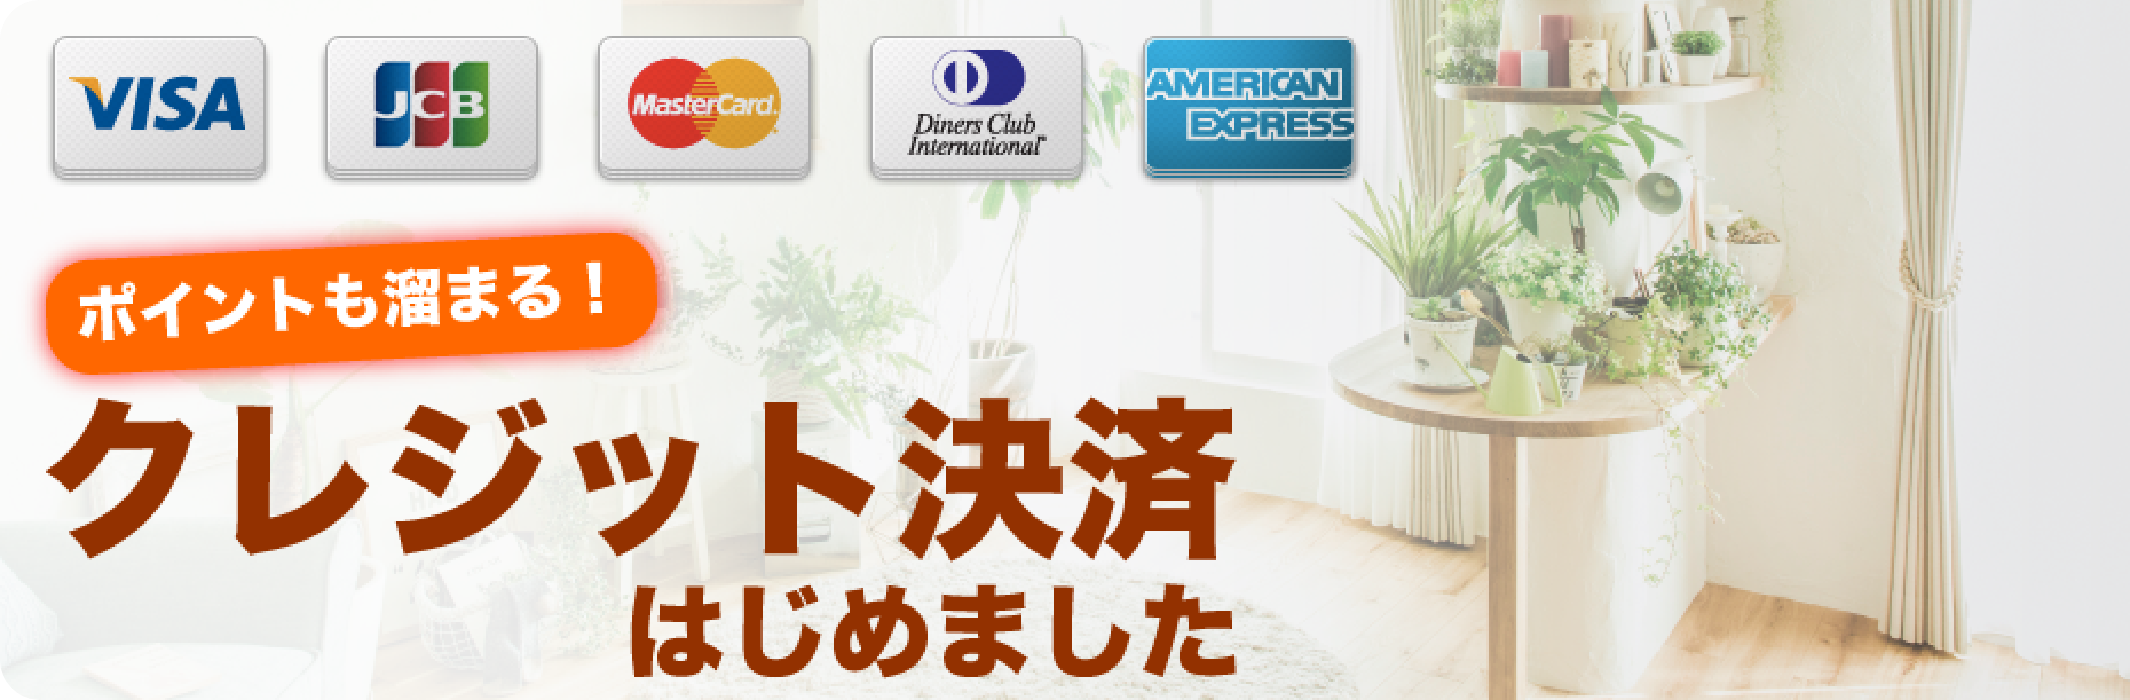 VISA
JCB
MasterCard
Diners Club
International
AMERICAN
EXPRESS
ポイントも溜まる！
クレジット決済
はじめました